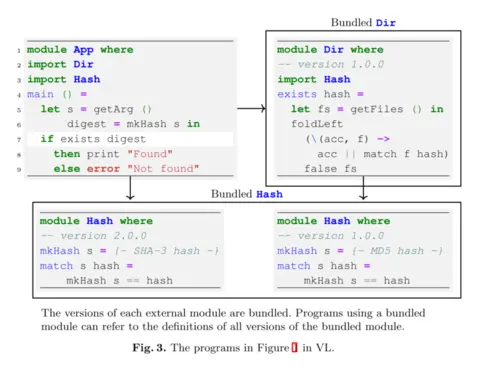 Bundled Dir
1 module App where
2 import Dir
3 import Hash
4 main () =
5 let s = getArg ()
6 digest = mkHash s in
7 if exists digest
8 then print "Found"
9 else error "Not found"
module Dir where
-- version 1.0.0
import Hash
exists hash =
let fs = getFiles () in
foldLeft
(\(acc, f) ->
acc || match f hash)
false fs
Bundled Hash
module Hash where
-- version 2.0.0
mkHash s = {- SHA-3 hash -}
match s hash =
mkHash s == hash
module Hash where
-- version 1.0.0
mkHash s = {- MD5 hash -}
match s hash =
mkHash s == hash
The versions of each external module are bundled. Programs using a bundled
module can refer to the definitions of all versions of the bundled module.
Fig. 3. The programs in Figure 1 in VL.